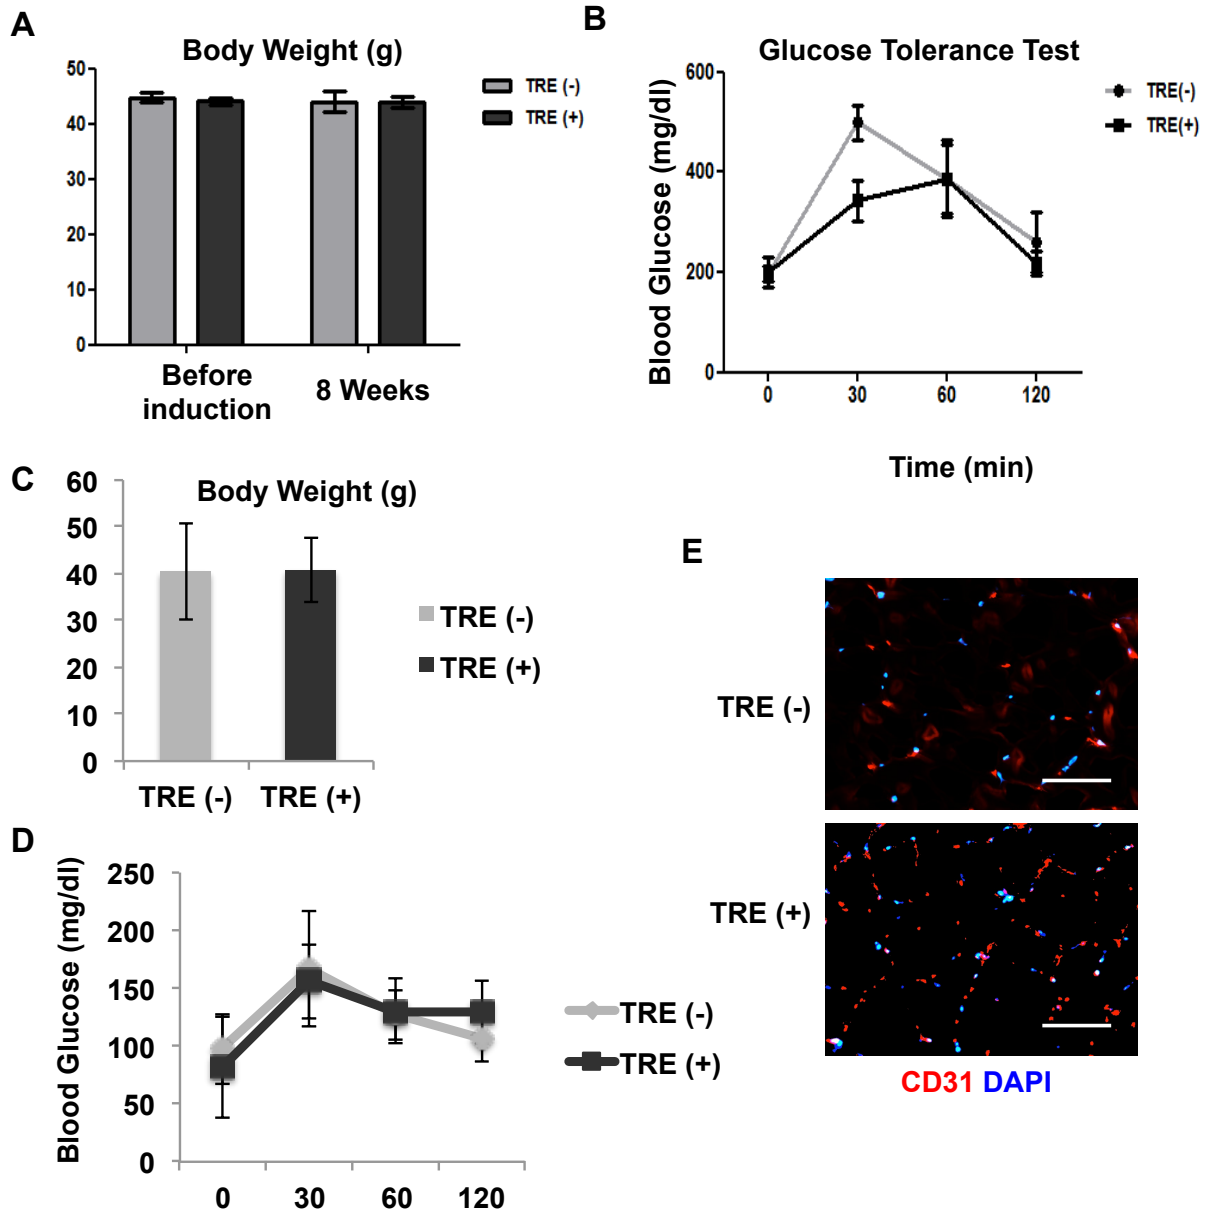 A
Body Weight (g)
50
40
30
20
10
0
TRE (-)
TRE (+)
Before
induction
8 Weeks
B
Glucose Tolerance Test
Blood Glucose (mg/dl)
600
400
200
0
TRE(-)
TRE(+)
0 30 60 120
Time (min)
C
Body Weight (g)
60
50
40
30
20
10
0
TRE (-)
TRE (+)
TRE (-) TRE (+)
D
Blood Glucose (mg/dl)
250
200
150
100
50
0
TRE (-)
TRE (+)
0 30 60 120
E
TRE (-)
TRE (+)
CD31 DAPI